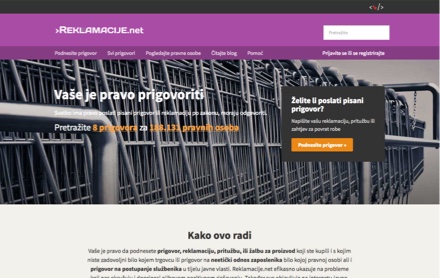 <%/>
>REKLAMACIJE.net
Pretražite
Podnesite prigovor Svi prigovori Pogledajte pravne osobe Čitajte blog Pomoć Prijavite se ili se registrirajte
Vaše je pravo prigovoriti
pravo poslati pisani prigovor ili reklamaciju po zakonu, moraju odgovoriti.
Pretražite 8 prigovora za 188.131 pravnih osoba
Želite li poslati pisani
prigovor?
Napišite vašu reklamaciju, pritužbu ili
zahtjev za povrat robe
Podnesite prigovor »
Kako ovo radi
Vaše je pravo da podnesete prigovor, reklamaciju, pritužbu, ili žalbu za proizvod koji ste kupili i s kojim
niste zadovoljni bilo kojem trgovcu ili prigovor na neetički odnos zaposlenika bilo kojoj pravnoj osobi ali i
prigovor na postupanje službenika u tijelu javne vlasti. Reklamacije.net efikasno ukazuje na probleme